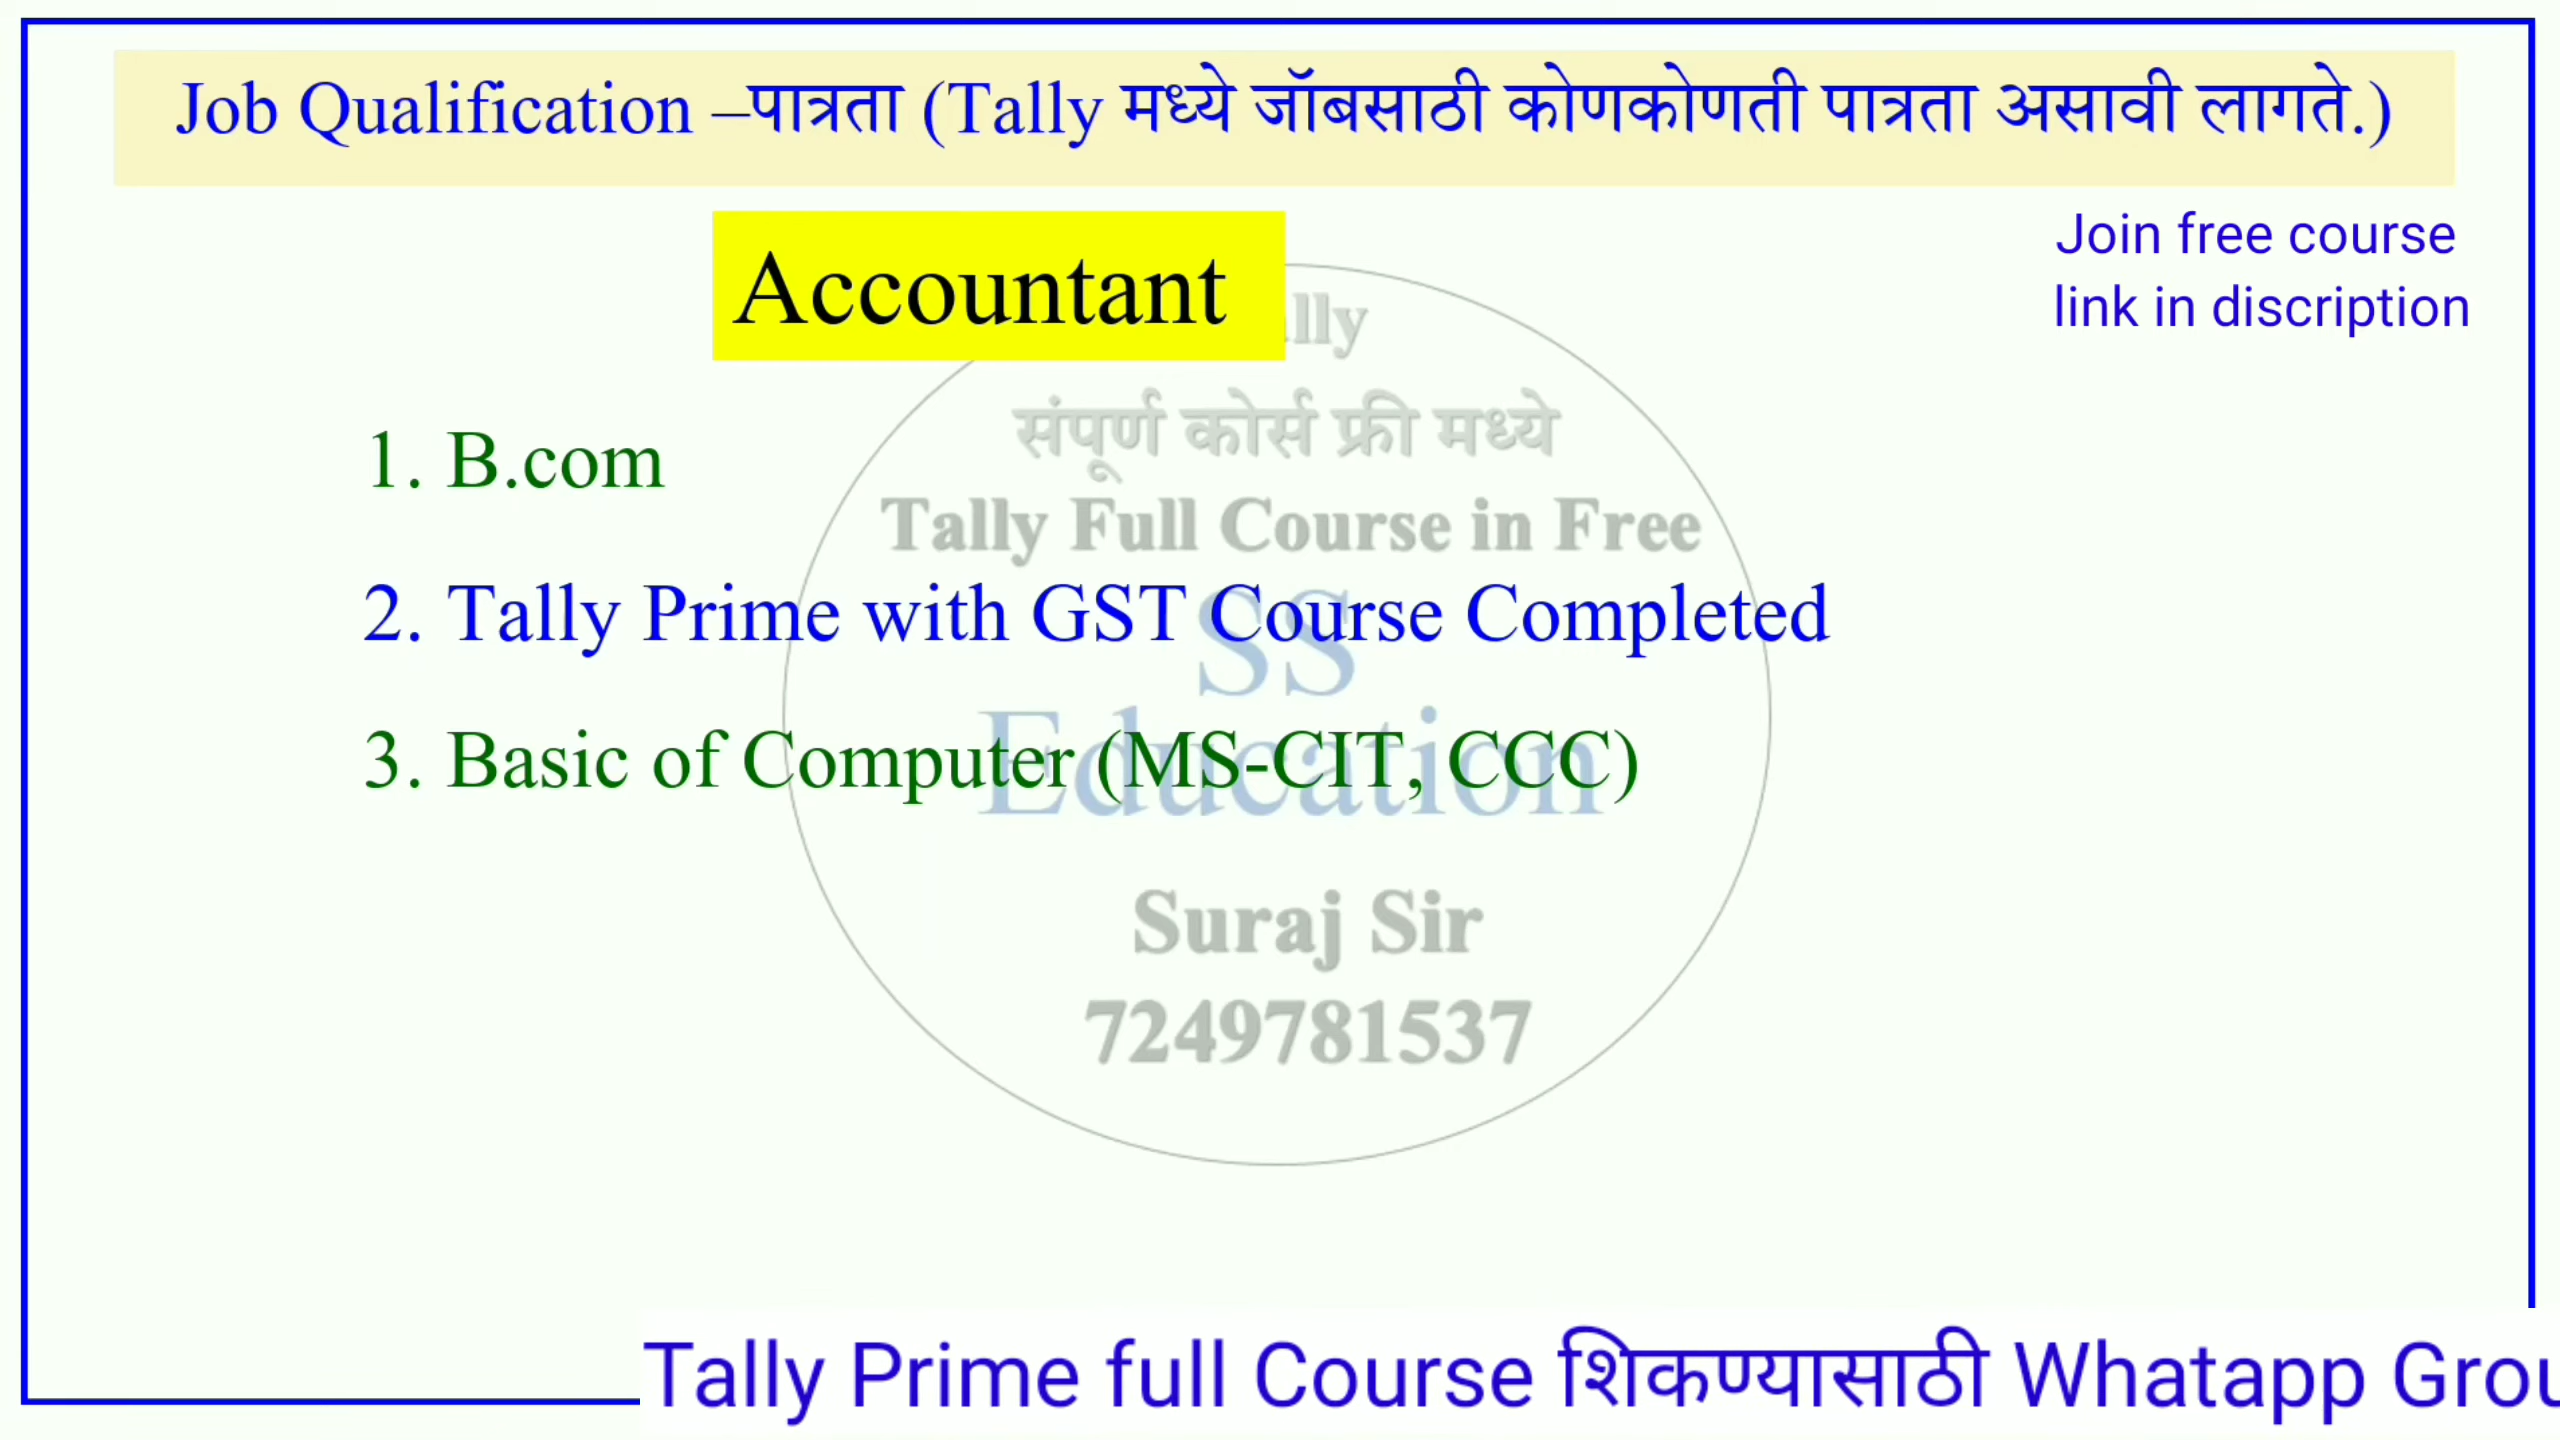 Job Qualification –पात्रता (Tally मध्ये जॉबसाठी कोणकोणती पात्रता असावी लागते.)
Accountant
Join free course
link in discription
lly
संपूर्ण कोर्स फ्री मध्ये
Tally Full Course in Free
1. B.com
2. Tally Prime with GST Course Completed
SS
Education
3. Basic of Computer (MS-CIT, CCC)
Suraj Sir
7249781537
Tally Prime full Course शिकण्यासाठी Whatapp Grou